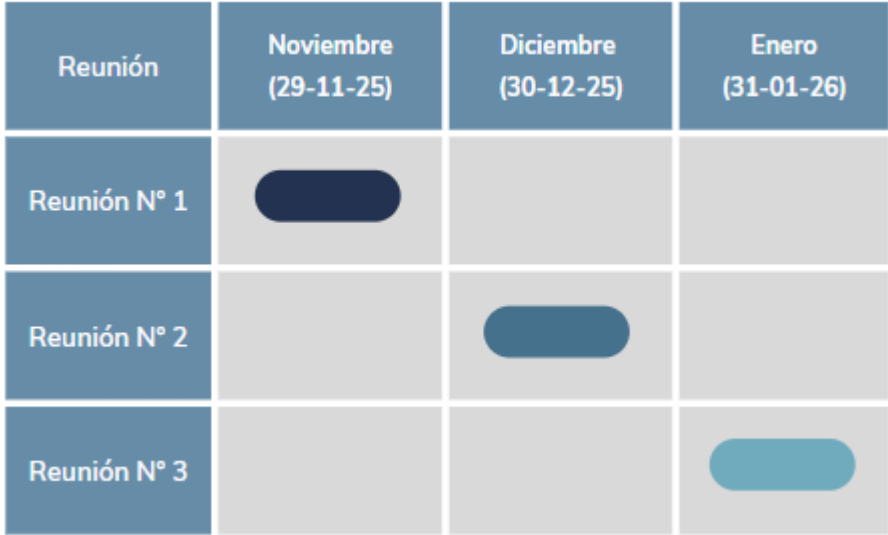 Reunión
Noviembre
(29-11-25)
Diciembre
(30-12-25)
Enero
(31-01-26)
Reunión N° 1
Reunión N° 2
Reunión N° 3